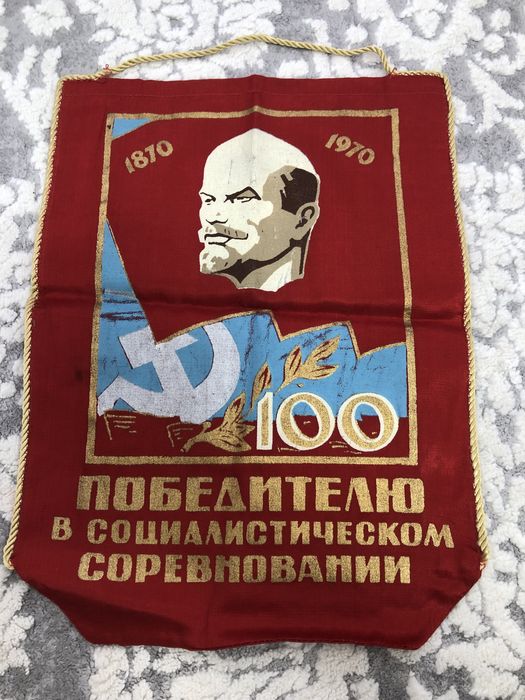 1870 1970
100
ПОБЕДИТЕЛЮ
В СОЦИАЛИСТИЧЕСКОМ
СОРЕВНОВАНИИ